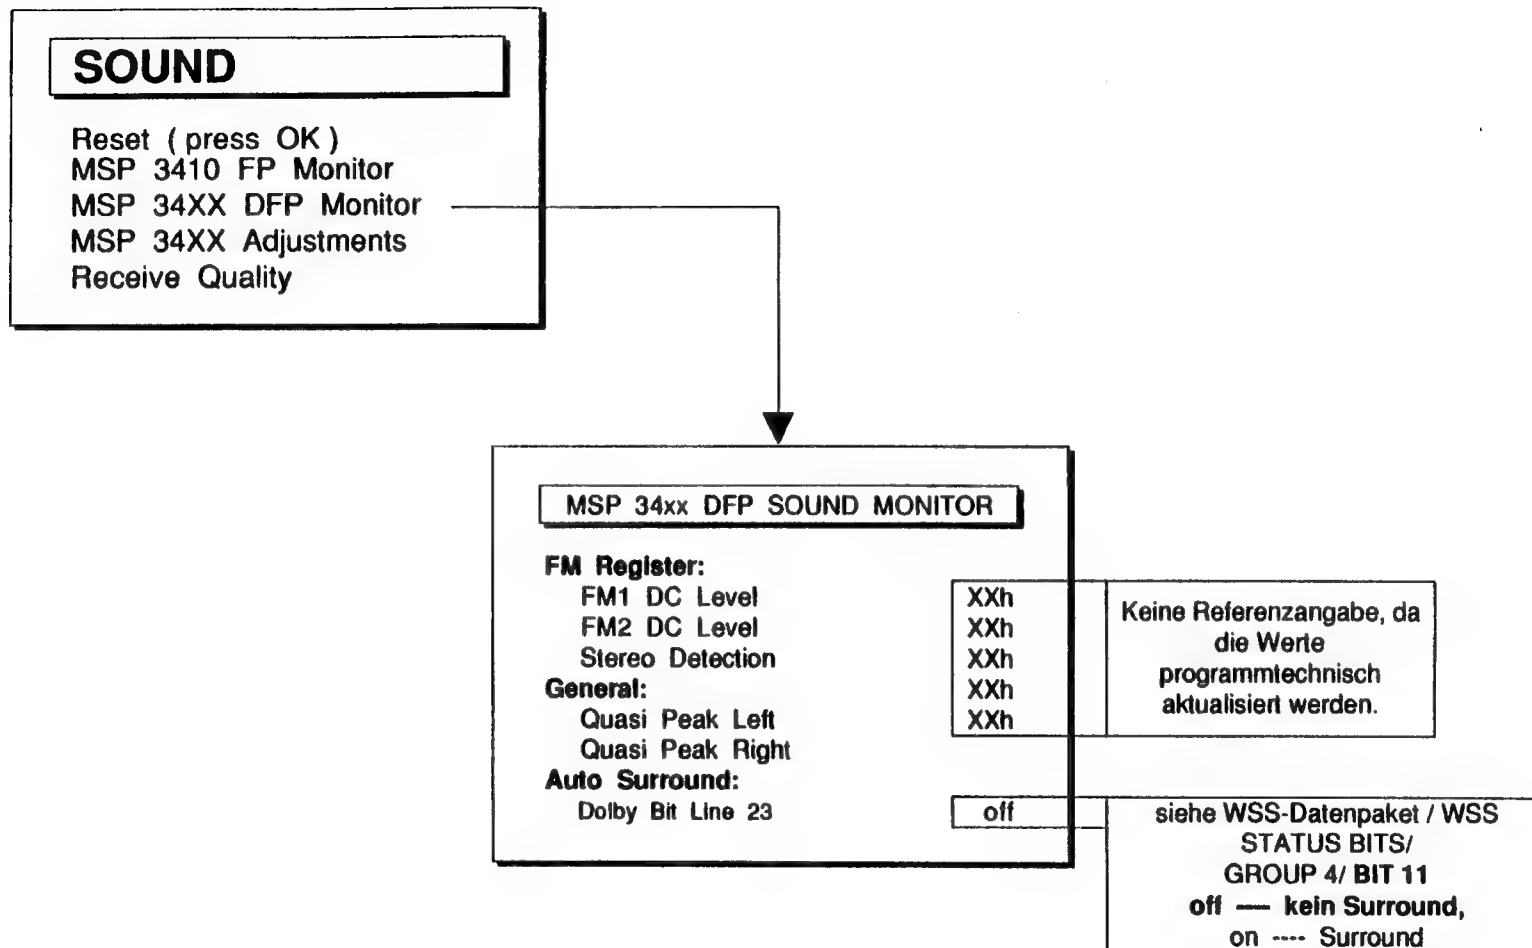 SOUND
Reset ( press OK )
MSP 3410 FP Monitor
MSP 34XX DFP Monitor
MSP 34XX Adjustments
Receive Quality
MSP 34xx DFP SOUND MONITOR
FM Register:
FM1 DC Level XXh
FM2 DC Level XXh
Stereo Detection XXh
General: XXh
Quasi Peak Left XXh
Quasi Peak Right
Auto Surround:
Dolby Bit Line 23 off
Keine Referenzangabe, da
die Werte
programmtechnisch
aktualisiert werden.
siehe WSS-Datenpaket / WSS
STATUS BITS/
GROUP 4/ BIT 11
off — kein Surround,
on ---- Surround